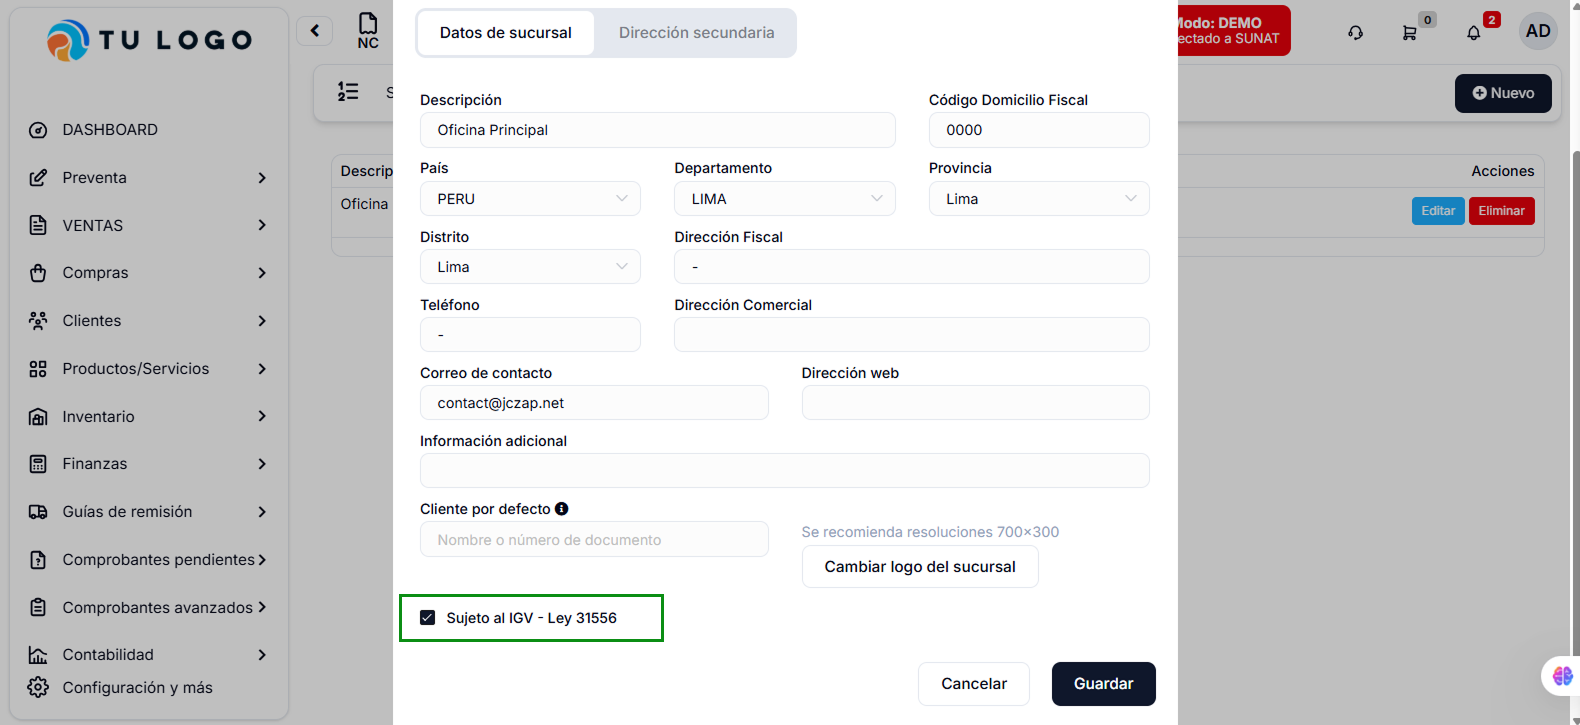 TU LOGO
DASHBOARD
Preventa
VENTAS
Compras
Clientes
Productos/Servicios
Inventario
Finanzas
Guías de remisión
Comprobantes pendientes
Comprobantes avanzados
Contabilidad
Configuración y más
NC
Modo: DEMO
ectado a SUNAT
0
2
AD
S
Nuevo
Descrip
Acciones
Oficina
Editar
Eliminar
Datos de sucursal
Dirección secundaria
Descripción
Código Domicilio Fiscal
Oficina Principal
0000
País
Departamento
Provincia
PERU
LIMA
Lima
Distrito
Dirección Fiscal
Lima
-
Teléfono
Dirección Comercial
-
Correo de contacto
Dirección web
contact@jczap.net
Información adicional
Cliente por defecto
Nombre o número de documento
Se recomienda resoluciones 700x300
Cambiar logo del sucursal
Sujeto al IGV - Ley 31556
Cancelar
Guardar